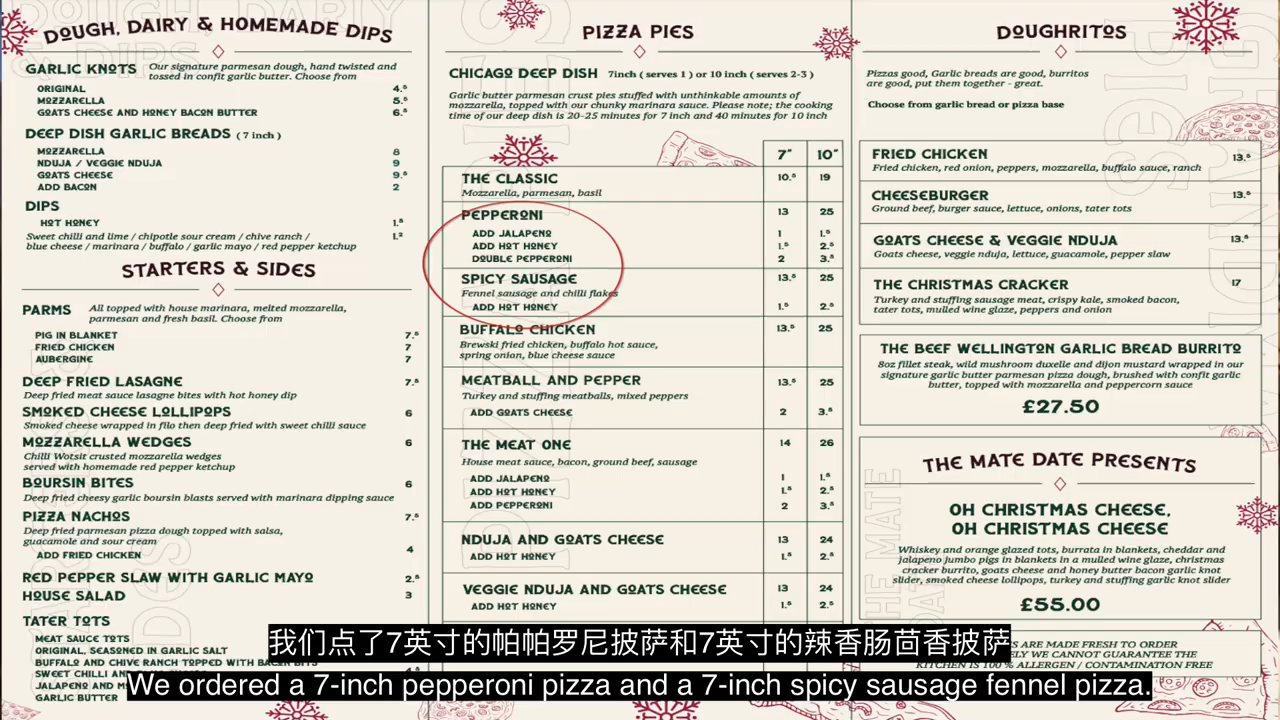 DOUGH, DAIRY & HOMEMADE DIPS
GARLIC KNOTS Our signature parmesan dough, hand twisted and
tossed in confit garlic butter. Choose from
ORIGINAL 4.5
MOZZARELLA 5.5
GOATS CHEESE AND HONEY BACON BUTTER 6.5
DEEP DISH GARLIC BREADS (7 inch)
MOZZARELLA 8
NDUJA / VEGGIE NDUJA 9
GOATS CHEESE 9.5
ADD BACON 2
DIPS
HOT HONEY 1.5
Sweet chilli and lime / chipotle sour cream / chive ranch / 1.2
blue cheese / marinara / buffalo / garlic mayo / red pepper ketchup
STARTERS & SIDES
PARMS All topped with house marinara, melted mozzarella,
parmesan and fresh basil. Choose from
PIG IN BLANKET 7.5
FRIED CHICKEN 7
AUBERGINE 7
DEEP FRIED LASAGNE 7.5
Deep fried meat sauce lasagne bites with hot honey dip
SMOKED CHEESE LOLLIPOPS 6
Smoked cheese wrapped in filo then deep fried with sweet chilli sauce
MOZZARELLA WEDGES 6
Chilli Wotsit crusted mozzarella wedges
served with homemade red pepper ketchup
BOURSIN BITES 6
Deep fried cheesy garlic boursin blasts served with marinara dipping sauce
PIZZA NACHOS 7.5
Deep fried parmesan pizza dough topped with salsa,
guacamole and sour cream
ADD FRIED CHICKEN 4
RED PEPPER SLAW WITH GARLIC MAYO 2.5
HOUSE SALAD 3
TATER TOTS
MEAT SAUCE TOTS
ORIGINAL, SEASONED IN GARLIC SALT
BUFFALO AND CHIVE RANCH TOPPED WITH BACON BITS
SWEET CHILLI AND
JALAPENO AND
GARLIC BUTTER
PIZZA PIES
CHICAGO DEEP DISH 7inch ( serves 1 ) or 10 inch ( serves 2-3 )
Garlic butter parmesan crust pies stuffed with unthinkable amounts of
mozzarella, topped with our chunky marinara sauce. Please note; the cooking
time of our deep dish is 20-25 minutes for 7 inch and 40 minutes for 10 inch
7" 10"
THE CLASSIC 10.5 19
Mozzarella, parmesan, basil
PEPPERONI 13 25
ADD JALAPENO 1 1.5
ADD HOT HONEY 1.5 2.5
DOUBLE PEPPERONI 2 3.5
SPICY SAUSAGE 13.5 25
Fennel sausage and chilli flakes
ADD HOT HONEY 1.5 2.5
BUFFALO CHICKEN 13.5 25
Brewski fried chicken, buffalo hot sauce,
spring onion, blue cheese sauce
MEATBALL AND PEPPER 13.5 25
Turkey and stuffing meatballs, mixed peppers
ADD GOATS CHEESE 2 3.5
THE MEAT ONE 14 26
House meat sauce, bacon, ground beef, sausage
ADD JALAPENO 1 1.5
ADD HOT HONEY 1.5 2.5
ADD PEPPERONI 2 3.5
NDUJA AND GOATS CHEESE 13 24
ADD HOT HONEY 1.5 2.5
VEGGIE NDUJA AND GOATS CHEESE 13 24
ADD HOT HONEY 1.5 2.5
DOUGHRITOS
Pizzas good, Garlic breads are good, burritos
are good, put them together - great.
Choose from garlic bread or pizza base
FRIED CHICKEN 13.5
Fried chicken, red onion, peppers, mozzarella, buffalo sauce, ranch
CHEESEBURGER 13.5
Ground beef, burger sauce, lettuce, onions, tater tots
GOATS CHEESE & VEGGIE NDUJA 13.5
Goats cheese, veggie nduja, lettuce, guacamole, pepper slaw
THE CHRISTMAS CRACKER 17
Turkey and stuffing sausage meat, crispy kale, smoked bacon,
tater tots, mulled wine glaze, peppers and onion
THE BEEF WELLINGTON GARLIC BREAD BURRITO
8oz fillet steak, wild mushroom duxelle and dijon mustard wrapped in our
signature garlic butter parmesan pizza dough, brushed with confit garlic
butter, topped with mozzarella and peppercorn sauce
£27.50
THE MATE DATE PRESENTS
OH CHRISTMAS CHEESE,
OH CHRISTMAS CHEESE
Whiskey and orange glazed tots, burrata in blankets, cheddar and
jalapeno jumbo pigs in blankets in a mulled wine glaze, christmas
cracker burrito, goats cheese and honey butter bacon garlic knot
slider, smoked cheese lollipops, turkey and stuffing garlic knot slider
£55.00
S ARE MADE FRESH TO ORDER
LY WE CANNOT GUARANTEE THE
KITCHEN IS 100% ALLERGEN / CONTAMINATION FREE
我们点了7英寸的帕帕罗尼披萨和7英寸的辣香肠茴香披萨
We ordered a 7-inch pepperoni pizza and a 7-inch spicy sausage fennel pizza.